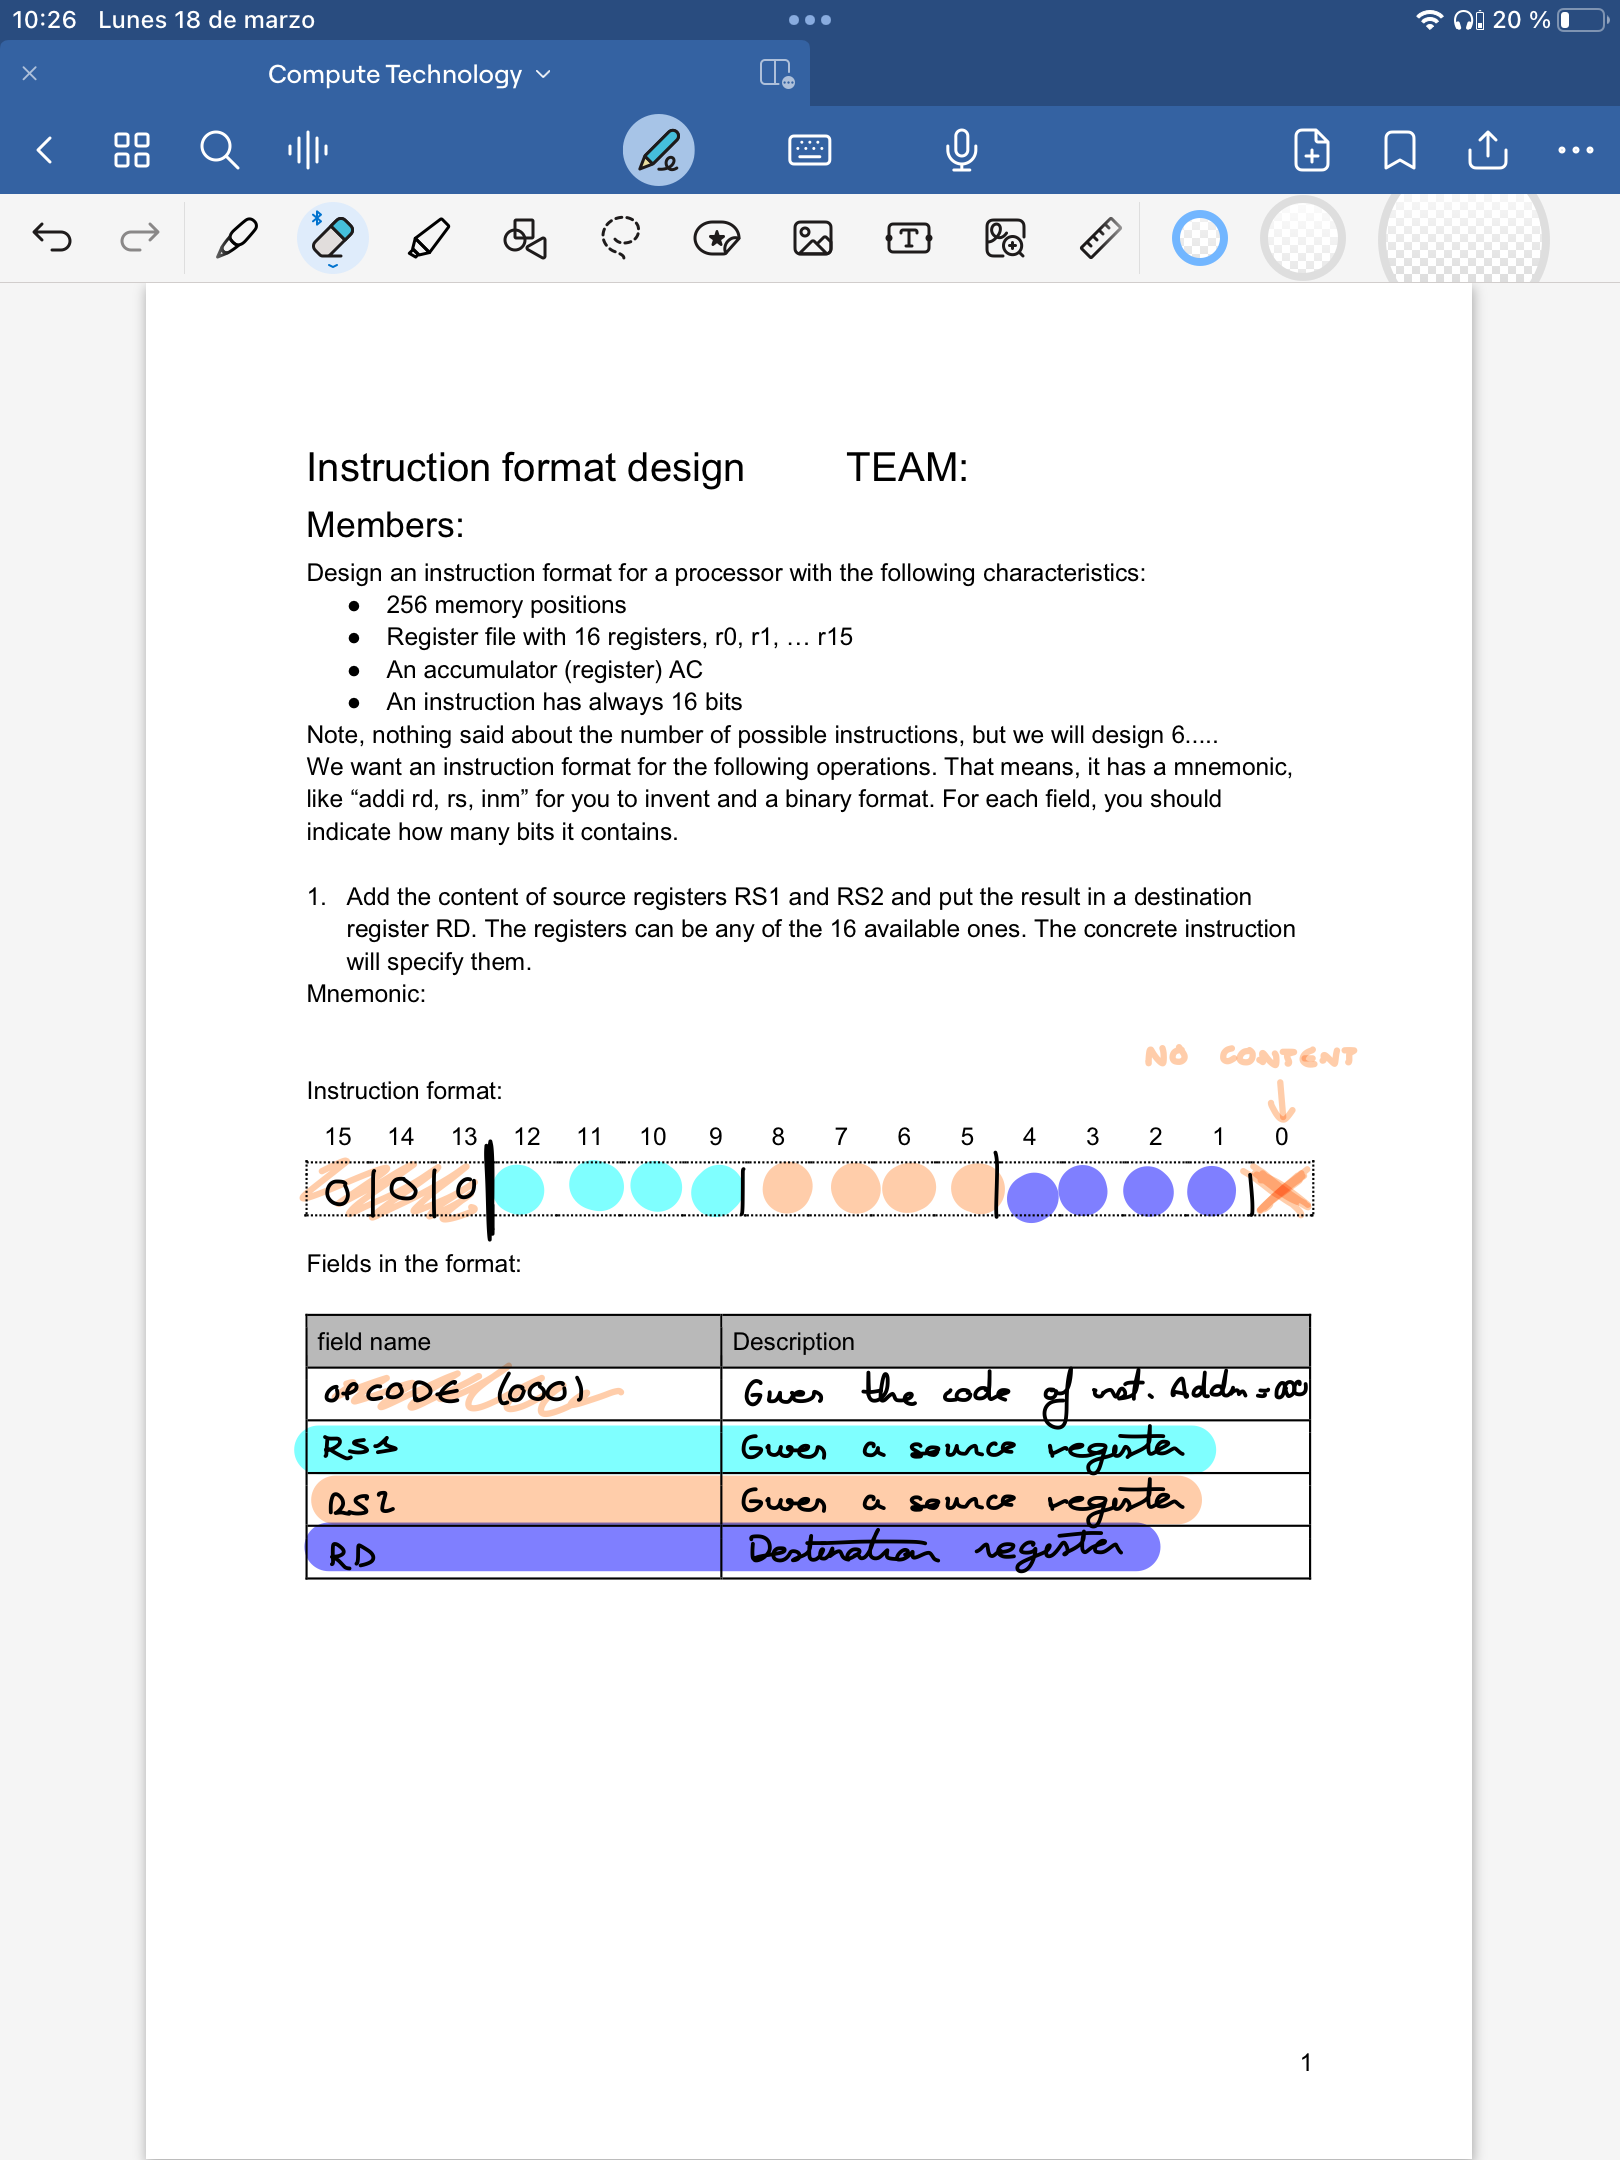 10:26 Lunes 18 de marzo 20 %
Compute Technology
Instruction format design TEAM:
Members:
Design an instruction format for a processor with the following characteristics:
● 256 memory positions
● Register file with 16 registers, r0, r1, … r15
● An accumulator (register) AC
● An instruction has always 16 bits
Note, nothing said about the number of possible instructions, but we will design 6.....
We want an instruction format for the following operations. That means, it has a mnemonic,
like “addi rd, rs, inm” for you to invent and a binary format. For each field, you should
indicate how many bits it contains.
1. Add the content of source registers RS1 and RS2 and put the result in a destination
register RD. The registers can be any of the 16 available ones. The concrete instruction
will specify them.
Mnemonic:
NO CONTENT
Instruction format:
15 14 13 12 11 10 9 8 7 6 5 4 3 2 1 0
0 0 0
Fields in the format:
field name Description
OPCODE (000) Gives the code of inst. Addm = 000
RS1 Gives a source register
RS2 Gives a source register
RD Destination register
1